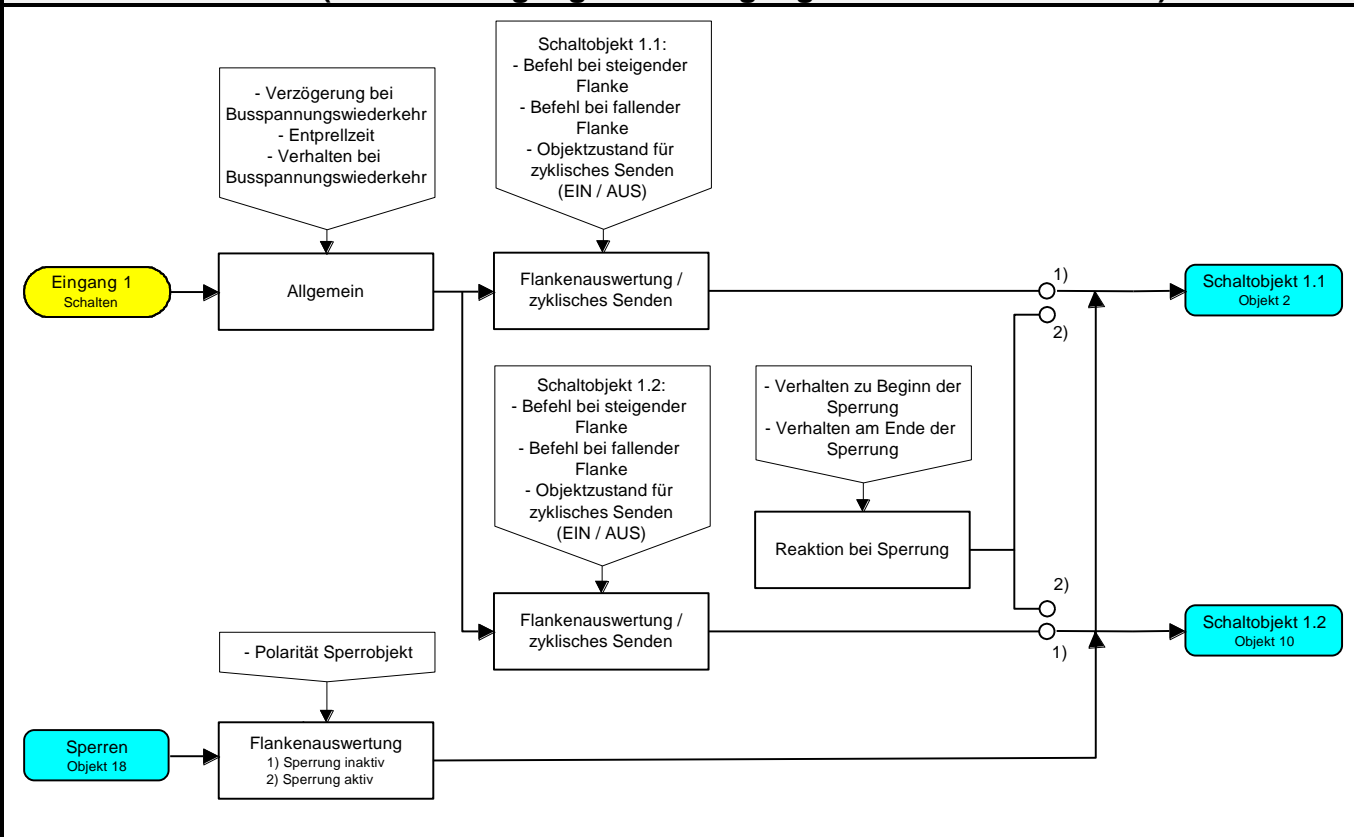 Schaltobjekt 1.1:
- Befehl bei steigender
Flanke
- Befehl bei fallender
Flanke
- Objektzustand für
zyklisches Senden
(EIN / AUS)
- Verzögerung bei
Busspannungswiederkehr
- Entprellzeit
- Verhalten bei
Busspannungswiederkehr
Eingang 1
Schalten
Allgemein
Flankenauswertung /
zyklisches Senden
1)
2)
Schaltobjekt 1.1
Objekt 2
Schaltobjekt 1.2:
- Befehl bei steigender
Flanke
- Befehl bei fallender
Flanke
- Objektzustand für
zyklisches Senden
(EIN / AUS)
- Verhalten zu Beginn der
Sperrung
- Verhalten am Ende der
Sperrung
Reaktion bei Sperrung
Flankenauswertung /
zyklisches Senden
2)
1)
Schaltobjekt 1.2
Objekt 10
- Polarität Sperrobjekt
Sperren
Objekt 18
Flankenauswertung
1) Sperrung inaktiv
2) Sperrung aktiv